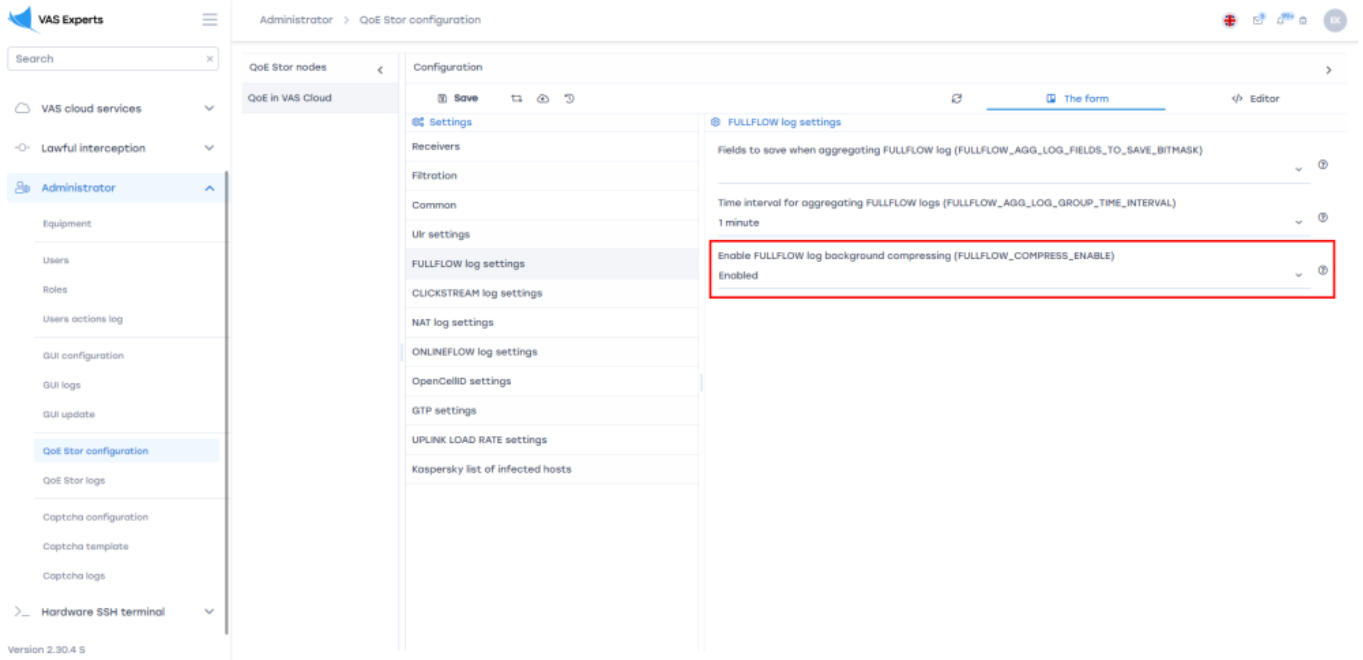 VAS Experts
Administrator > QoE Stor configuration
EK
Search
VAS cloud services
Lawful interception
Administrator
Equipment
Users
Roles
Users actions log
GUI configuration
GUI logs
GUI update
QoE Stor configuration
QoE Stor logs
Captcha configuration
Captcha template
Captcha logs
Hardware SSH terminal
Version 2.30.4 S
QoE Stor nodes
QoE in VAS Cloud
Configuration
Save
The form
Editor
Settings
Receivers
Filtration
Common
Ulr settings
FULLFLOW log settings
CLICKSTREAM log settings
NAT log settings
ONLINEFLOW log settings
OpenCellID settings
GTP settings
UPLINK LOAD RATE settings
Kaspersky list of infected hosts
FULLFLOW log settings
Fields to save when aggregating FULLFLOW log (FULLFLOW_AGG_LOG_FIELDS_TO_SAVE_BITMASK)
Time interval for aggregating FULLFLOW logs (FULLFLOW_AGG_LOG_GROUP_TIME_INTERVAL)
1 minute
Enable FULLFLOW log background compressing (FULLFLOW_COMPRESS_ENABLE)
Enabled